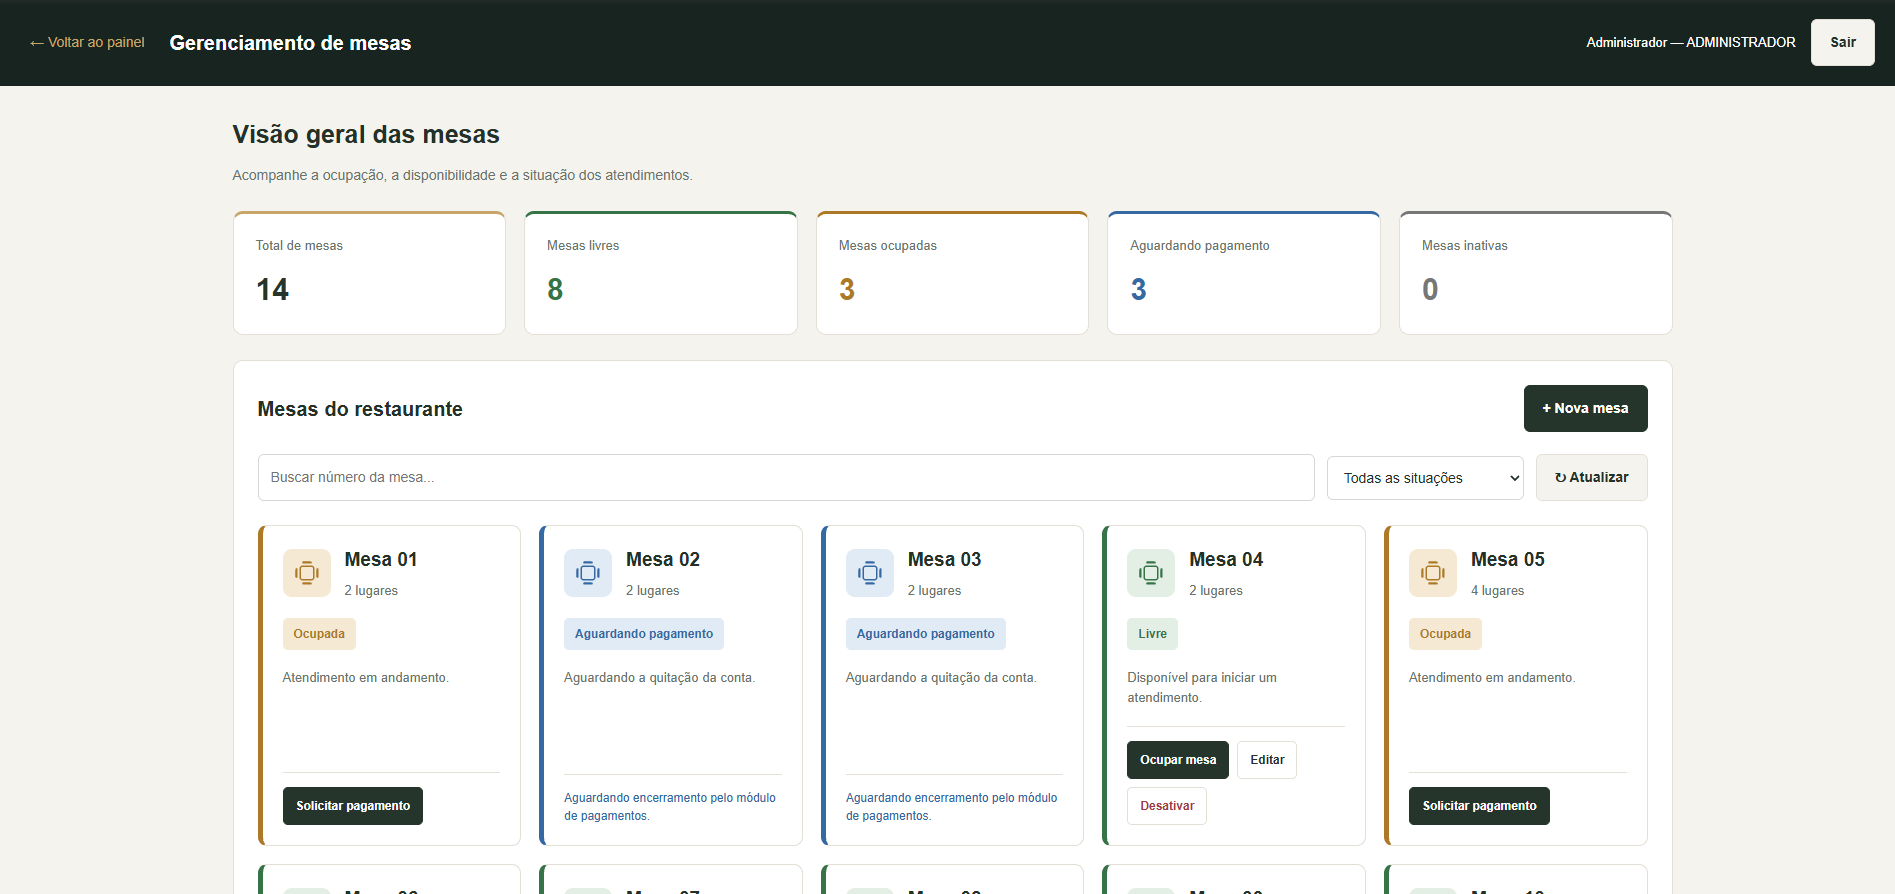 ← Voltar ao painel
Gerenciamento de mesas
Administrador — ADMINISTRADOR
Sair
Visão geral das mesas
Acompanhe a ocupação, a disponibilidade e a situação dos atendimentos.
Total de mesas
14
Mesas livres
8
Mesas ocupadas
3
Aguardando pagamento
3
Mesas inativas
0
Mesas do restaurante
+ Nova mesa
Buscar número da mesa...
Todas as situações
↻ Atualizar
Mesa 01
2 lugares
Ocupada
Atendimento em andamento.
Solicitar pagamento
Mesa 02
2 lugares
Aguardando pagamento
Aguardando a quitação da conta.
Aguardando encerramento pelo módulo
de pagamentos.
Mesa 03
2 lugares
Aguardando pagamento
Aguardando a quitação da conta.
Aguardando encerramento pelo módulo
de pagamentos.
Mesa 04
2 lugares
Livre
Disponível para iniciar um
atendimento.
Ocupar mesa
Editar
Desativar
Mesa 05
4 lugares
Ocupada
Atendimento em andamento.
Solicitar pagamento